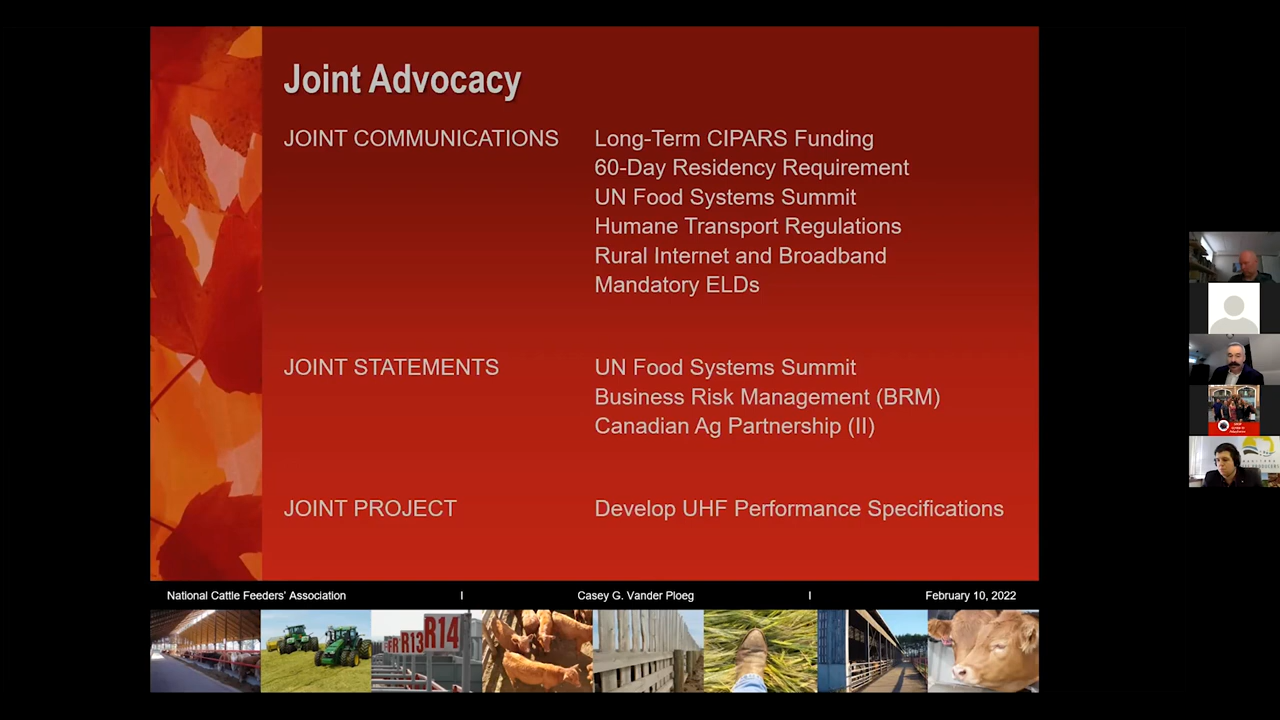 Joint Advocacy
JOINT COMMUNICATIONS Long-Term CIPARS Funding
60-Day Residency Requirement
UN Food Systems Summit
Humane Transport Regulations
Rural Internet and Broadband
Mandatory ELDs
JOINT STATEMENTS UN Food Systems Summit
Business Risk Management (BRM)
Canadian Ag Partnership (II)
JOINT PROJECT Develop UHF Performance Specifications
National Cattle Feeders' Association I Casey G. Vander Ploeg I February 10, 2022
R13 R14